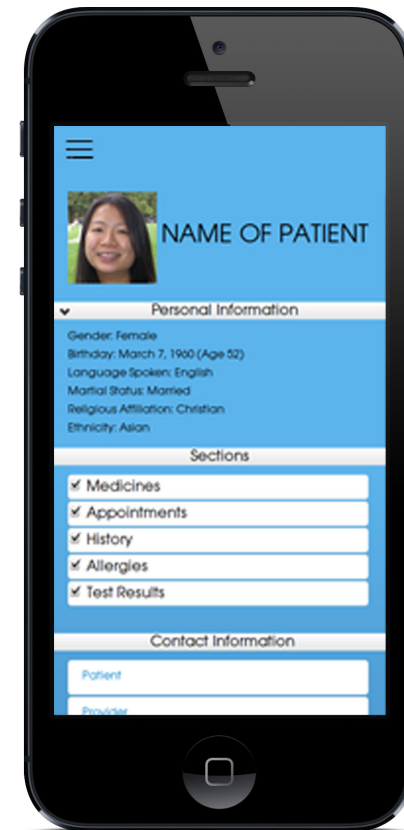 NAME OF PATIENT
Personal Information
Gender: Female
Birthday: March 7, 1960 (Age 52)
Language Spoken: English
Martial Status: Married
Religious Affiliation: Christian
Ethnicity: Asian
Sections
Medicines
Appointments
History
Allergies
Test Results
Contact Information
Patient
Provider